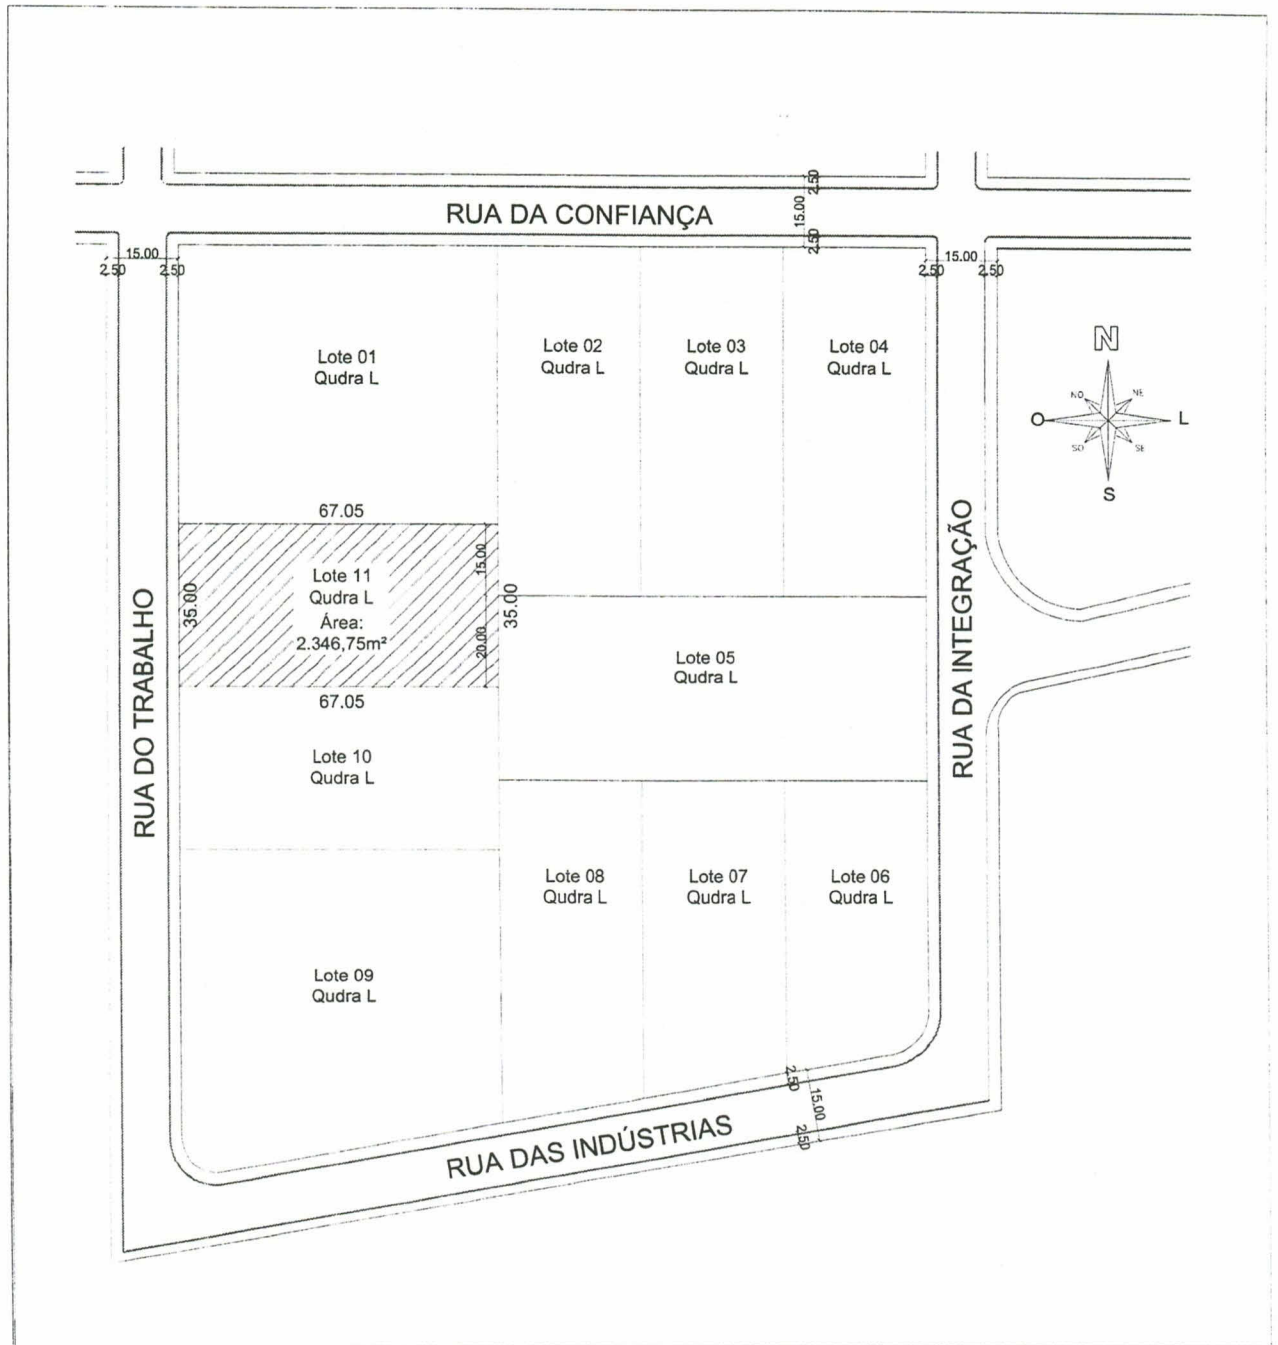 RUA DA CONFIANÇA
2.50
15.00
2.50
15.00
2.50
2.50
15.00
2.50
2.50
Lote 01
Qudra L
Lote 02
Qudra L
Lote 03
Qudra L
Lote 04
Qudra L
N
NO
NE
O
L
SO
SE
S
67.05
Lote 11
Qudra L
Área:
2.346,75m²
35.00
15.00
20.00
35.00
67.05
RUA DO TRABALHO
RUA DA INTEGRAÇÃO
Lote 05
Qudra L
Lote 10
Qudra L
Lote 08
Qudra L
Lote 07
Qudra L
Lote 06
Qudra L
Lote 09
Qudra L
2.50
15.00
2.50
RUA DAS INDÚSTRIAS